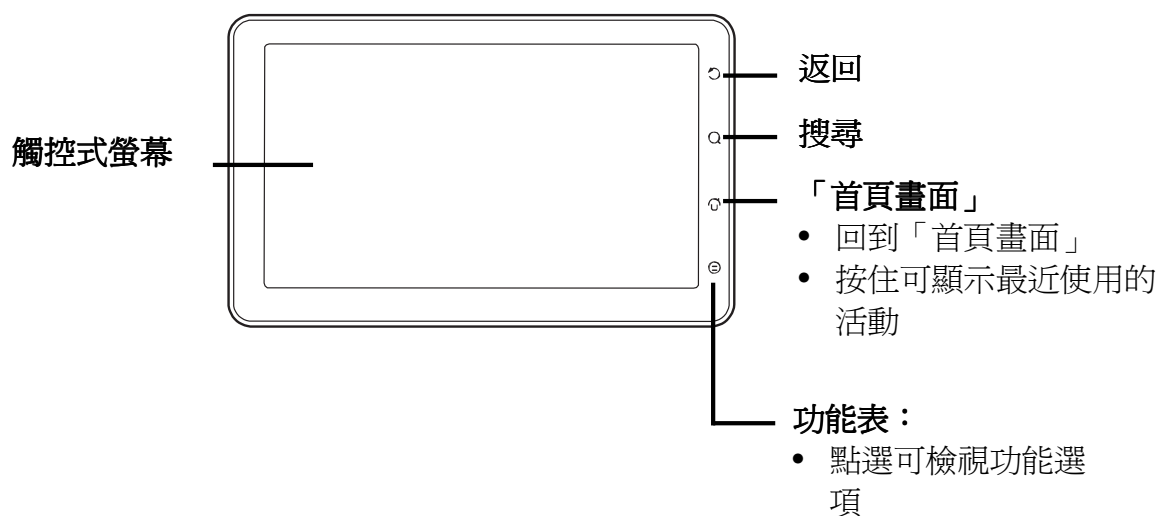 觸控式螢幕
返回
搜尋
「首頁畫面」
• 回到「首頁畫面」
• 按住可顯示最近使用的
活動
功能表：
• 點選可檢視功能選
項